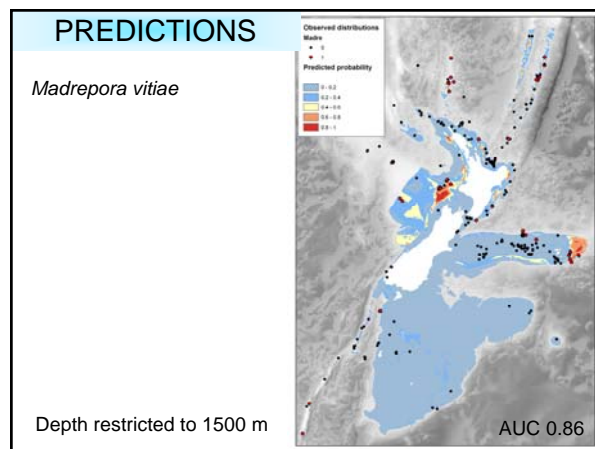 PREDICTIONS
Madrepora vitiae
Observed distributions
Madre
0
1
Predicted probability
0 - 0.2
0.2 - 0.4
0.4 - 0.6
0.6 - 0.8
0.8 - 1
Depth restricted to 1500 m
AUC 0.86